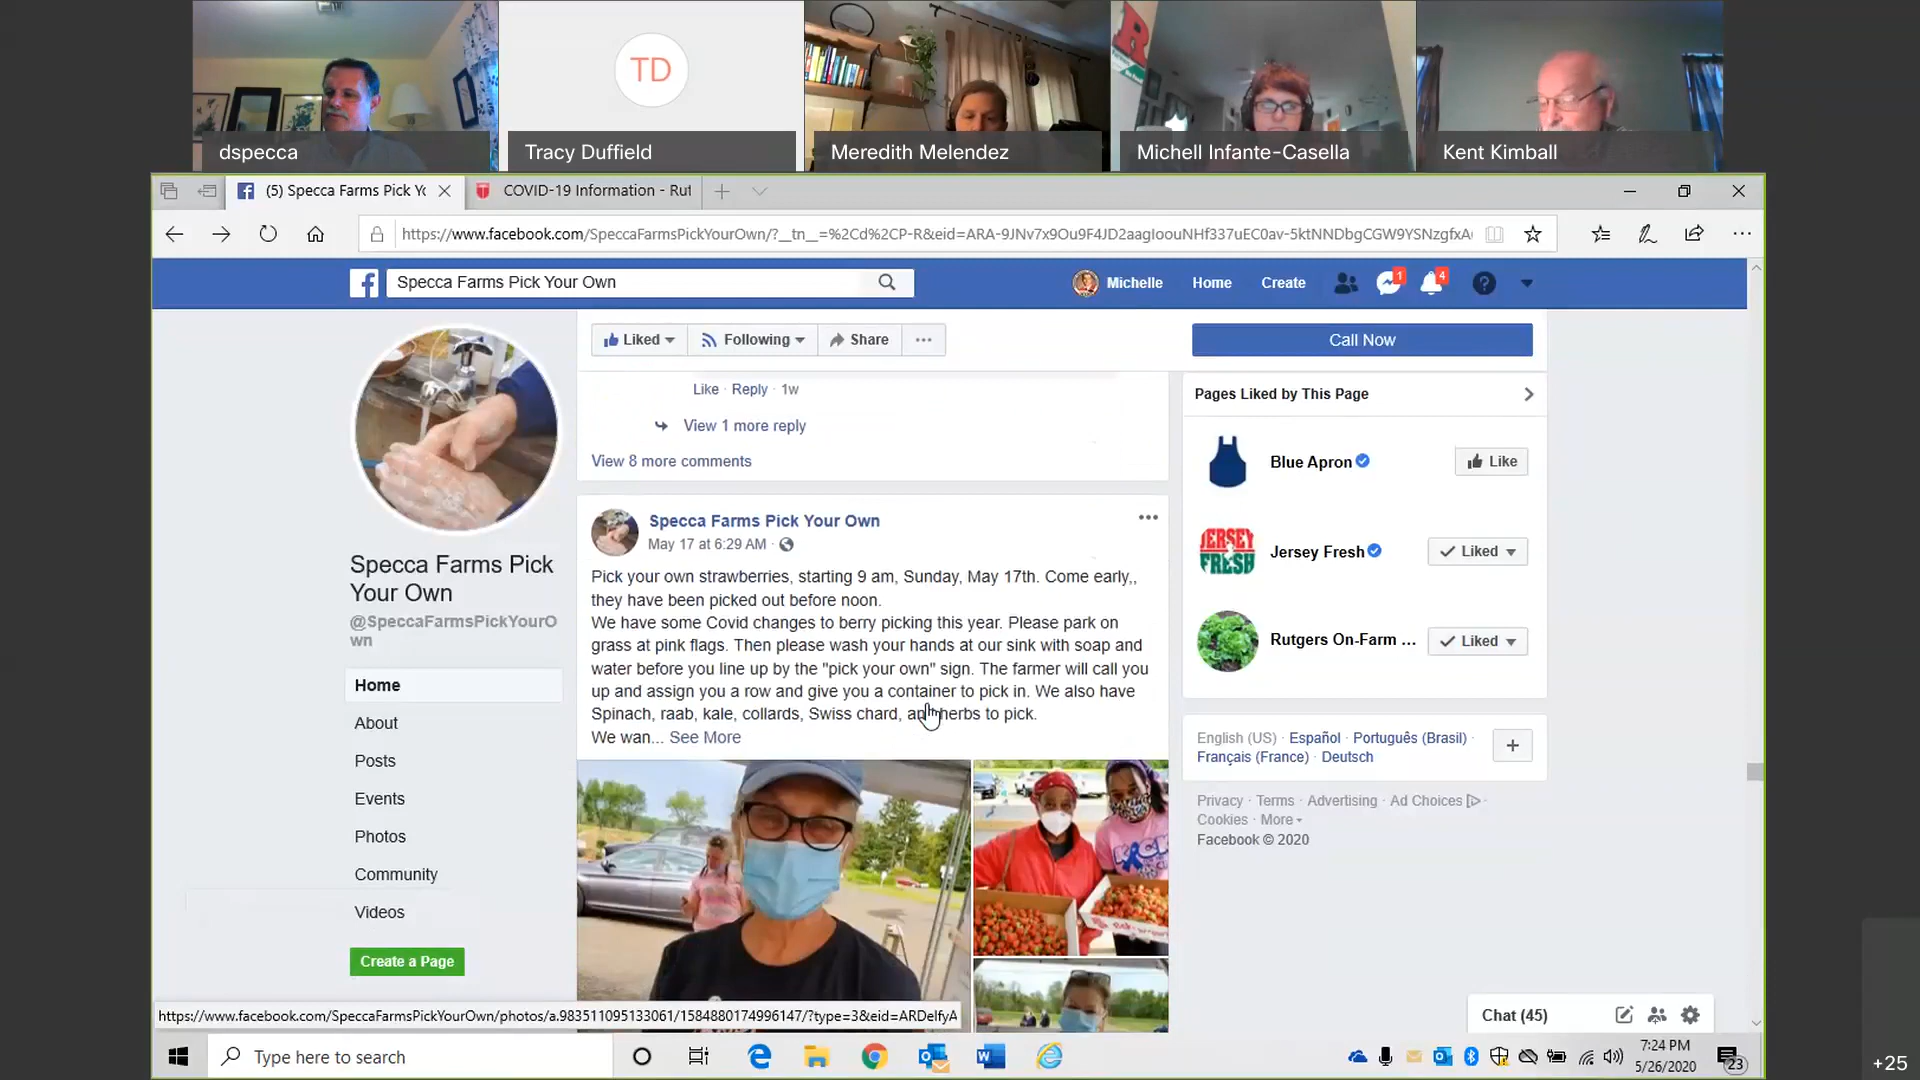 TD
R
dspecca
Tracy Duffield
Meredith Melendez
Michell Infante-Casella
Kent Kimball
(5) Specca Farms Pick Yo
COVID-19 Information - Rut
https://www.facebook.com/SpeccaFarmsPickYourOwn/?__tn__=%2Cd%2CP-R&eid=ARA-9JNv7x9Ou9F4JD2aagIoouNHf337uEC0av-5ktNNDbgCGW9YSNzgfxA
Specca Farms Pick Your Own
Michelle
Home
Create
1
4
Liked
Following
Share
Call Now
Like · Reply · 1w
View 1 more reply
View 8 more comments
Specca Farms Pick Your Own
May 17 at 6:29 AM ·
Pick your own strawberries, starting 9 am, Sunday, May 17th. Come early,,
they have been picked out before noon.
We have some Covid changes to berry picking this year. Please park on
grass at pink flags. Then please wash your hands at our sink with soap and
water before you line up by the "pick your own" sign. The farmer will call you
up and assign you a row and give you a container to pick in. We also have
Spinach, raab, kale, collards, Swiss chard, and herbs to pick.
We wan... See More
Specca Farms Pick
Your Own
@SpeccaFarmsPickYourO
wn
Home
About
Posts
Events
Photos
Community
Videos
Create a Page
Pages Liked by This Page
Blue Apron
Like
JERSEY
FRESH
Jersey Fresh
Liked
Rutgers On-Farm ...
Liked
English (US) · Español · Português (Brasil) ·
Français (France) · Deutsch
Privacy · Terms · Advertising · Ad Choices ·
Cookies · More
Facebook © 2020
Chat (45)
https://www.facebook.com/SpeccaFarmsPickYourOwn/photos/a.983511095133061/1584880174996147/?type=3&eid=ARDelfyA
Type here to search
7:24 PM
5/26/2020
23
+25